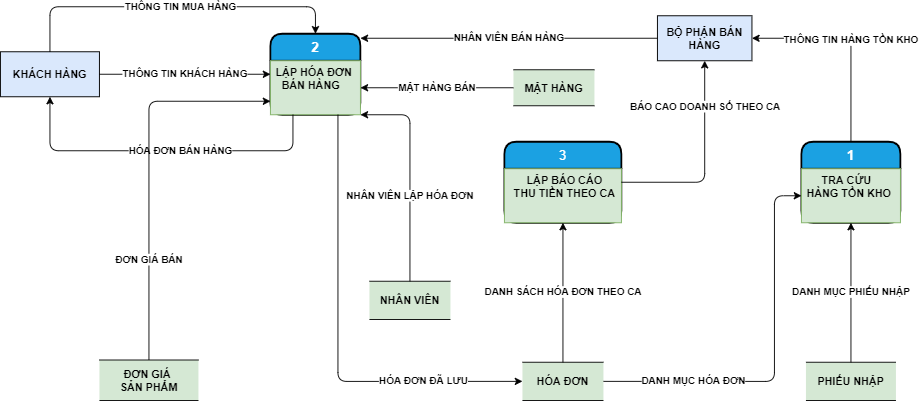 THÔNG TIN MUA HÀNG
2
LẬP HÓA ĐƠN
BÁN HÀNG
KHÁCH HÀNG
THÔNG TIN KHÁCH HÀNG
NHÂN VIÊN BÁN HÀNG
BỘ PHẬN BÁN
HÀNG
THÔNG TIN HÀNG TỒN KHO
MẶT HÀNG BÁN
MẶT HÀNG
BÁO CAO DOANH SỐ THEO CA
HÓA ĐƠN BÁN HÀNG
3
LẬP BÁO CÁO
THU TIỀN THEO CA
1
TRA CỨU
HÀNG TỒN KHO
NHÂN VIÊN LẬP HÓA ĐƠN
ĐƠN GIÁ BÁN
NHÂN VIÊN
DANH SÁCH HÓA ĐƠN THEO CA
DANH MỤC PHIẾU NHẬP
ĐƠN GIÁ
SẢN PHẨM
HÓA ĐƠN ĐÃ LƯU
HÓA ĐƠN
DANH MỤC HÓA ĐƠN
PHIẾU NHẬP